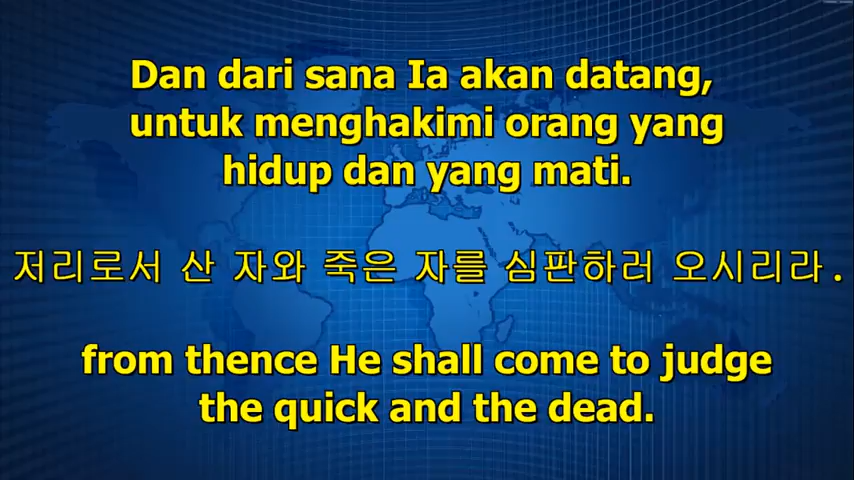 Dan dari sana Ia akan datang,
untuk menghakimi orang yang
hidup dan yang mati.
저리로서 산 자와 죽은 자를 심판하러 오시리라.
from thence He shall come to judge
the quick and the dead.